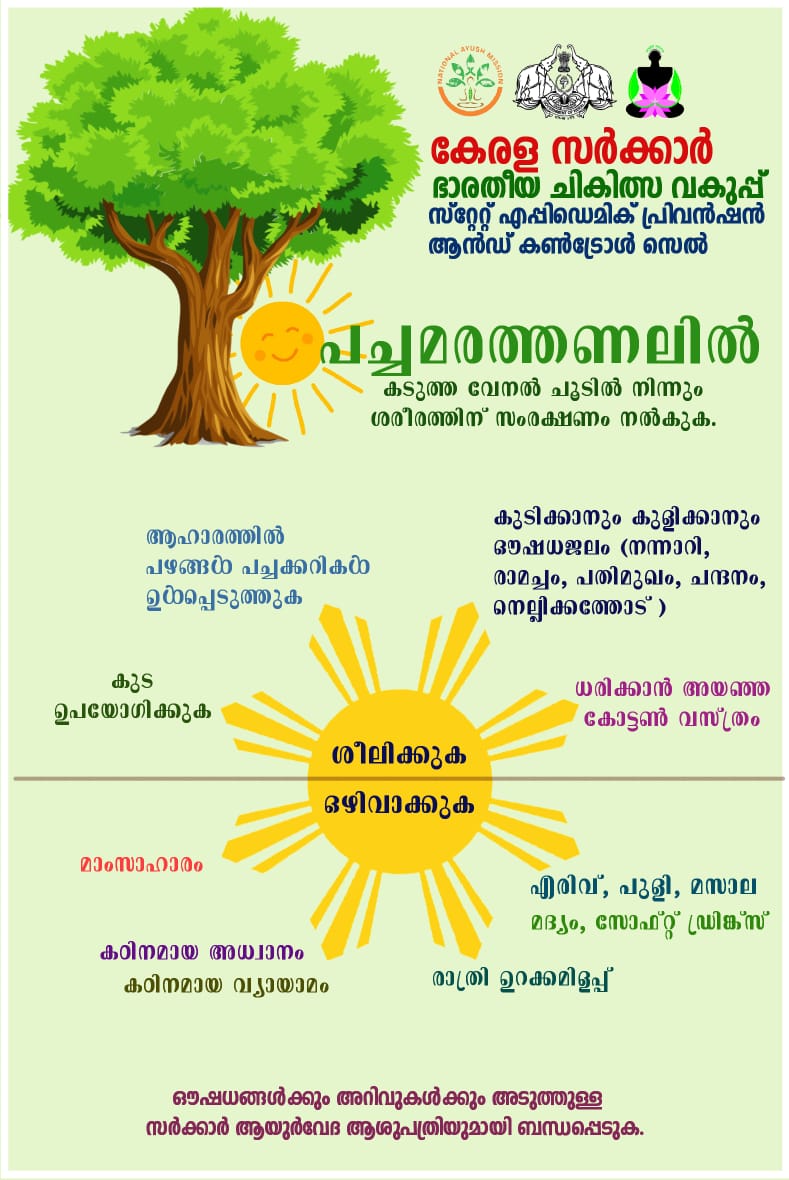 NATIONAL AYUSH MISSION
കേരള സർക്കാർ
ഭാരതീയ ചികിത്സ വകുപ്പ്
സ്റ്റേറ്റ് എപ്പിഡെമിക് പ്രിവൻഷൻ
ആൻഡ് കൺട്രോൾ സെൽ
പച്ചമരത്തണലിൽ
കടുത്ത വേനൽ ചൂടിൽ നിന്നും
ശരീരത്തിന് സംരക്ഷണം നൽകുക.
ആഹാരത്തിൽ
പഴങ്ങൾ പച്ചക്കറികൾ
ഉൾപ്പെടുത്തുക
കുടിക്കാനും കുളിക്കാനും
ഔഷധജലം (നന്നാറി,
രാമച്ചം, പതിമുഖം, ചന്ദനം,
നെല്ലിക്കത്തോട് )
കുട
ഉപയോഗിക്കുക
ധരിക്കാൻ അയഞ്ഞ
കോട്ടൺ വസ്ത്രം
ശീലിക്കുക
ഒഴിവാക്കുക
മാംസാഹാരം
എരിവ്, പുളി, മസാല
മദ്യം, സോഫ്റ്റ് ഡ്രിങ്ക്സ്
കഠിനമായ അധ്വാനം
കഠിനമായ വ്യായാമം
രാത്രി ഉറക്കമിളപ്പ്
ഔഷധങ്ങൾക്കും അറിവുകൾക്കും അടുത്തുള്ള
സർക്കാർ ആയുർവേദ ആശുപത്രിയുമായി ബന്ധപ്പെടുക.